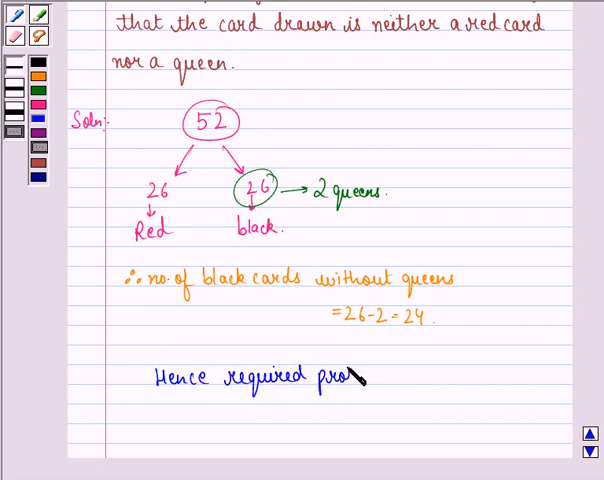 that the card drawn is neither a red card
nor a queen.
Soln:
52
26 26 → 2 queens.
Red black.
∴ no. of black cards without queens
= 26 - 2 = 24.
Hence required pro